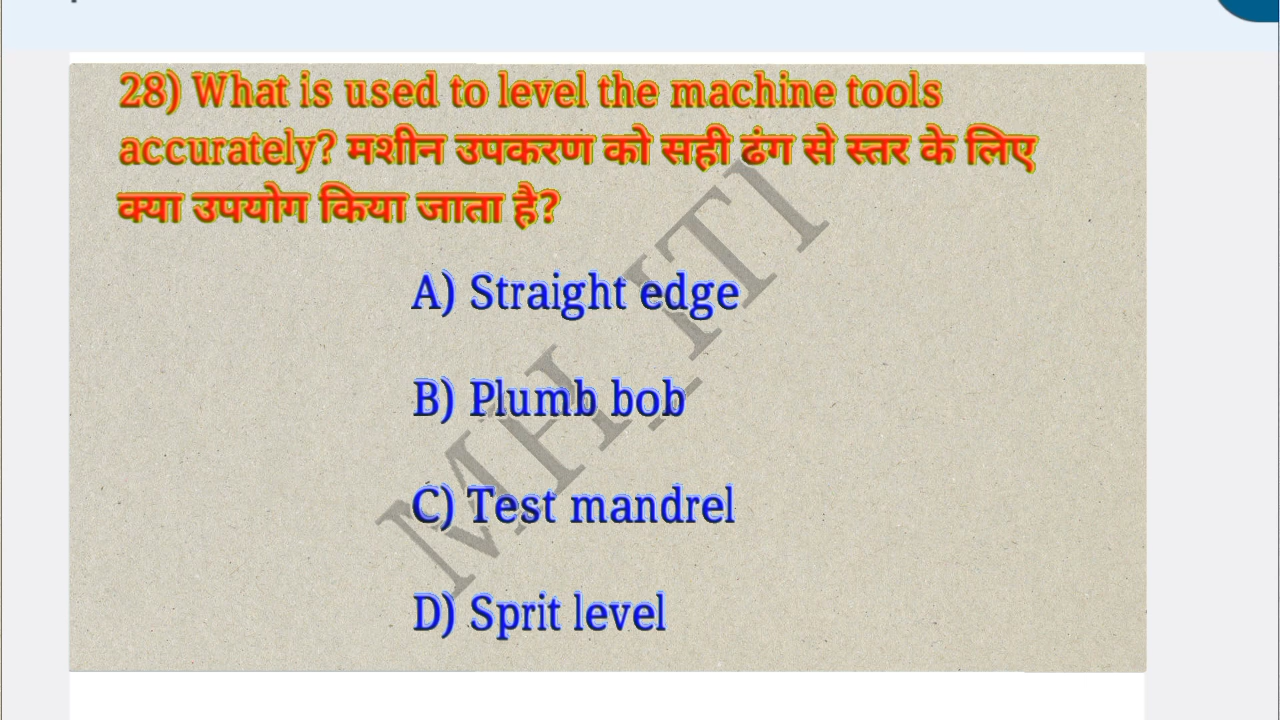 28) What is used to level the machine tools
accurately? मशीन उपकरण को सही ढंग से स्तर के लिए
क्या उपयोग किया जाता है?
A) Straight edge
B) Plumb bob
C) Test mandrel
D) Sprit level
MH_ITI